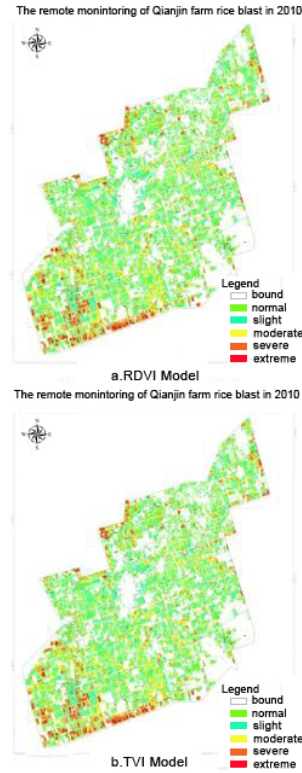 The remote monintoring of Qianjin farm rice blast in 2010
Legend
bound
normal
slight
moderate
severe
extreme
a.RDVI Model
The remote monintoring of Qianjin farm rice blast in 2010
Legend
bound
normal
slight
moderate
severe
extreme
b.TVI Model